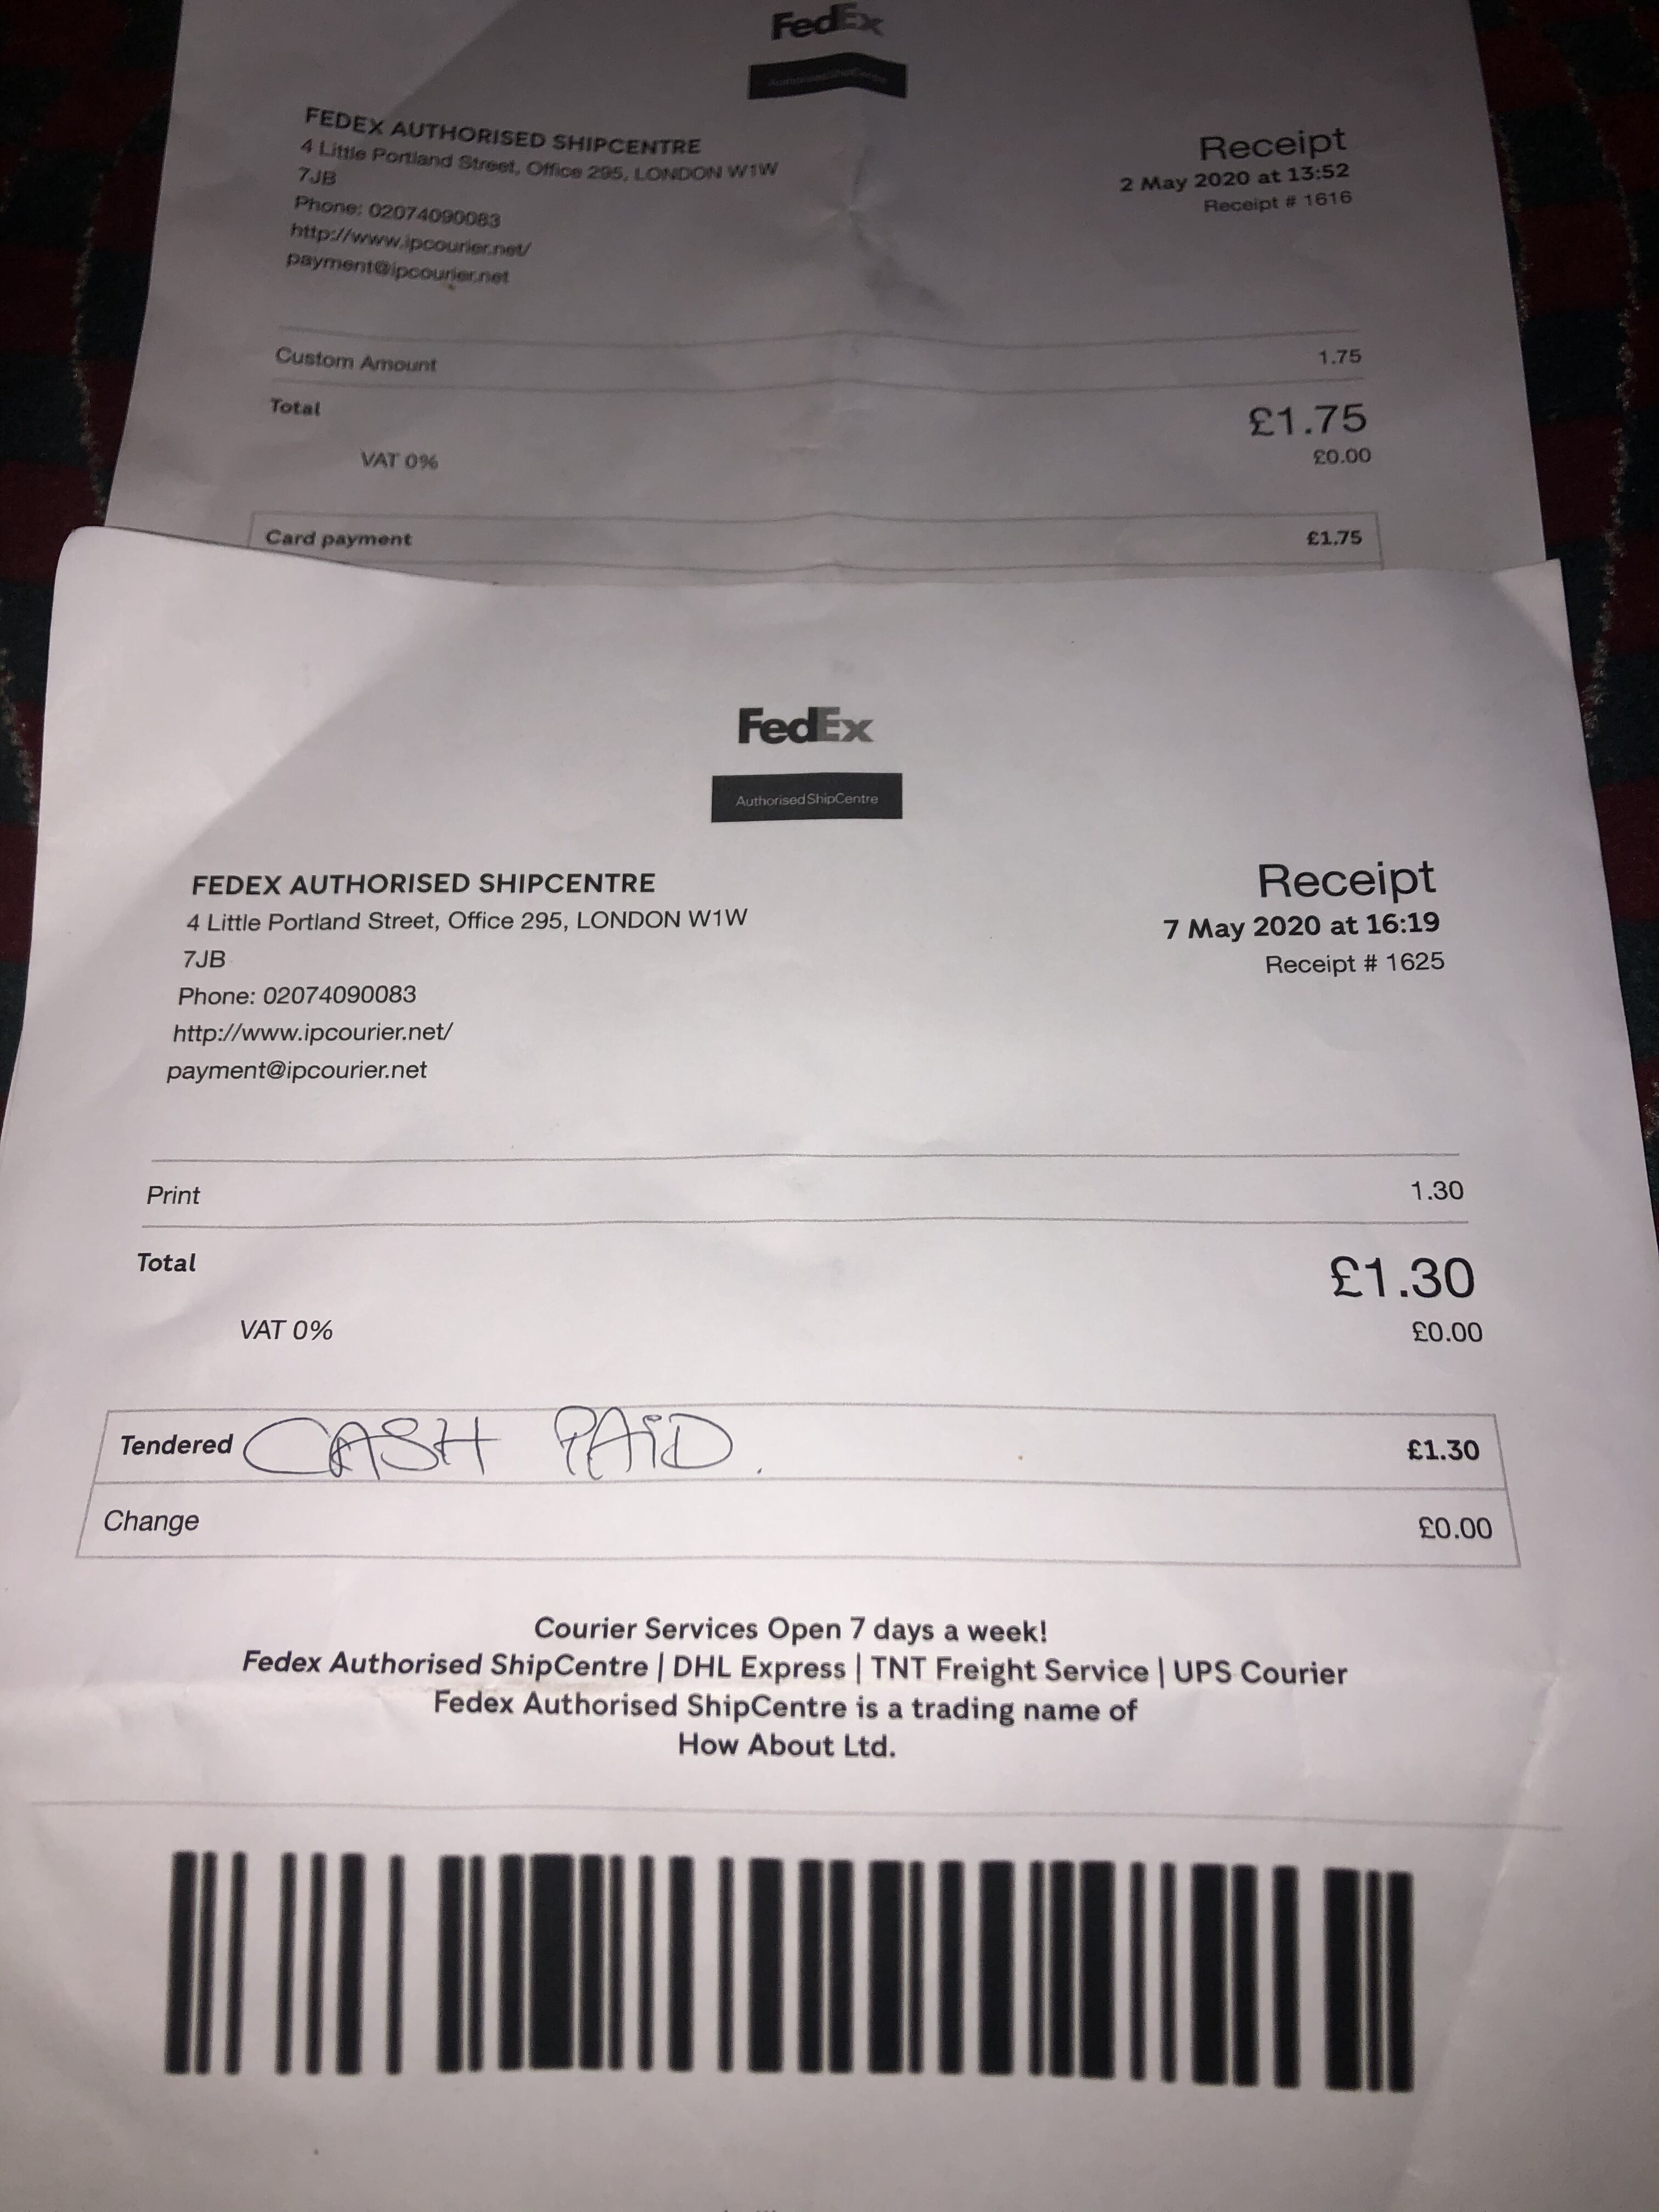 FedEx
AuthorisedShipCentre
FEDEX AUTHORISED SHIPCENTRE
4 Little Portland Street, Office 295, LONDON W1W
7JB
Phone: 02074090083
http://www.ipcourier.net/
payment@ipcourier.net
Receipt
2 May 2020 at 13:52
Receipt # 1616
Custom Amount 1.75
Total £1.75
VAT 0% £0.00
Card payment £1.75
FedEx
AuthorisedShipCentre
FEDEX AUTHORISED SHIPCENTRE
4 Little Portland Street, Office 295, LONDON W1W
7JB
Phone: 02074090083
http://www.ipcourier.net/
payment@ipcourier.net
Receipt
7 May 2020 at 16:19
Receipt # 1625
Print 1.30
Total £1.30
VAT 0% £0.00
Tendered CASH PAiD. £1.30
Change £0.00
Courier Services Open 7 days a week!
Fedex Authorised ShipCentre | DHL Express | TNT Freight Service | UPS Courier
Fedex Authorised ShipCentre is a trading name of
How About Ltd.